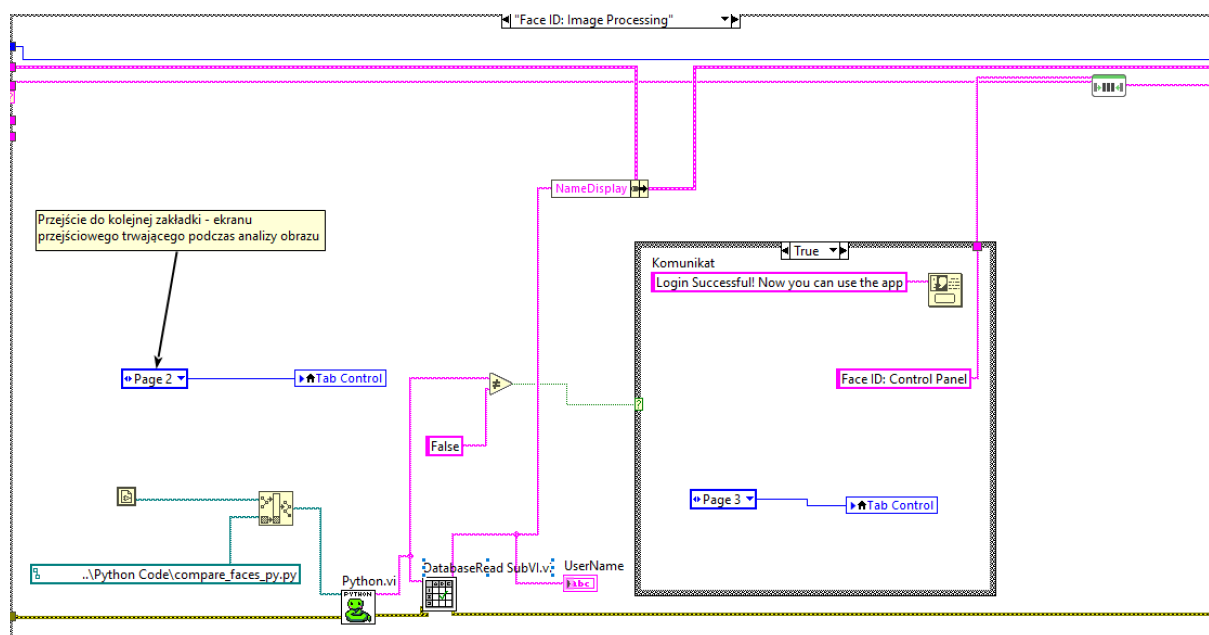 "Face ID: Image Processing"
NameDisplay
Przejście do kolejnej zakładki - ekranu
przejściowego trwającego podczas analizy obrazu
True
Komunikat
Login Successful! Now you can use the app
Page 2
Tab Control
Face ID: Control Panel
False
Page 3
Tab Control
..\Python Code\compare_faces_py.py
Python.vi
PYTHON
DatabaseRead SubVI.v
UserName
abc